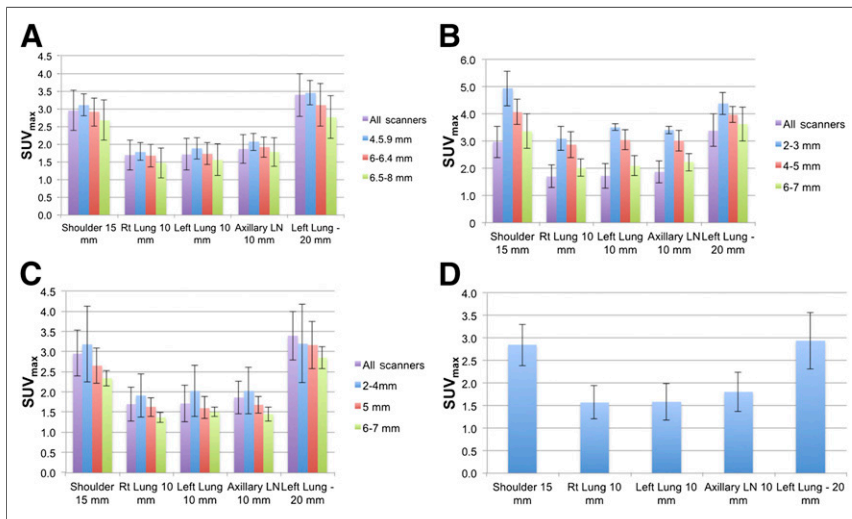 A
SUVmax
4.5
4.0
3.5
3.0
2.5
2.0
1.5
1.0
0.5
0.0
Shoulder 15 mm
Rt Lung 10 mm
Left Lung 10 mm
Axillary LN 10 mm
Left Lung - 20 mm
All scanners
4.5.9 mm
6-6.4 mm
6.5-8 mm
B
SUVmax
6.0
5.0
4.0
3.0
2.0
1.0
0
Shoulder 15 mm
Rt Lung 10 mm
Left Lung 10 mm
Axillary LN 10 mm
Left Lung - 20 mm
All scanners
2-3 mm
4-5 mm
6-7 mm
C
SUVmax
4.5
4.0
3.5
3.0
2.5
2.0
1.5
1.0
0.5
0.0
Shoulder 15 mm
Rt Lung 10 mm
Left Lung 10 mm
Axillary LN 10 mm
Left Lung - 20 mm
All scanners
2-4mm
5 mm
6-7 mm
D
SUVmax
4.0
3.5
3.0
2.5
2.0
1.5
1.0
0.5
0.0
Shoulder 15 mm
Rt Lung 10 mm
Left Lung 10 mm
Axillary LN 10 mm
Left Lung - 20 mm